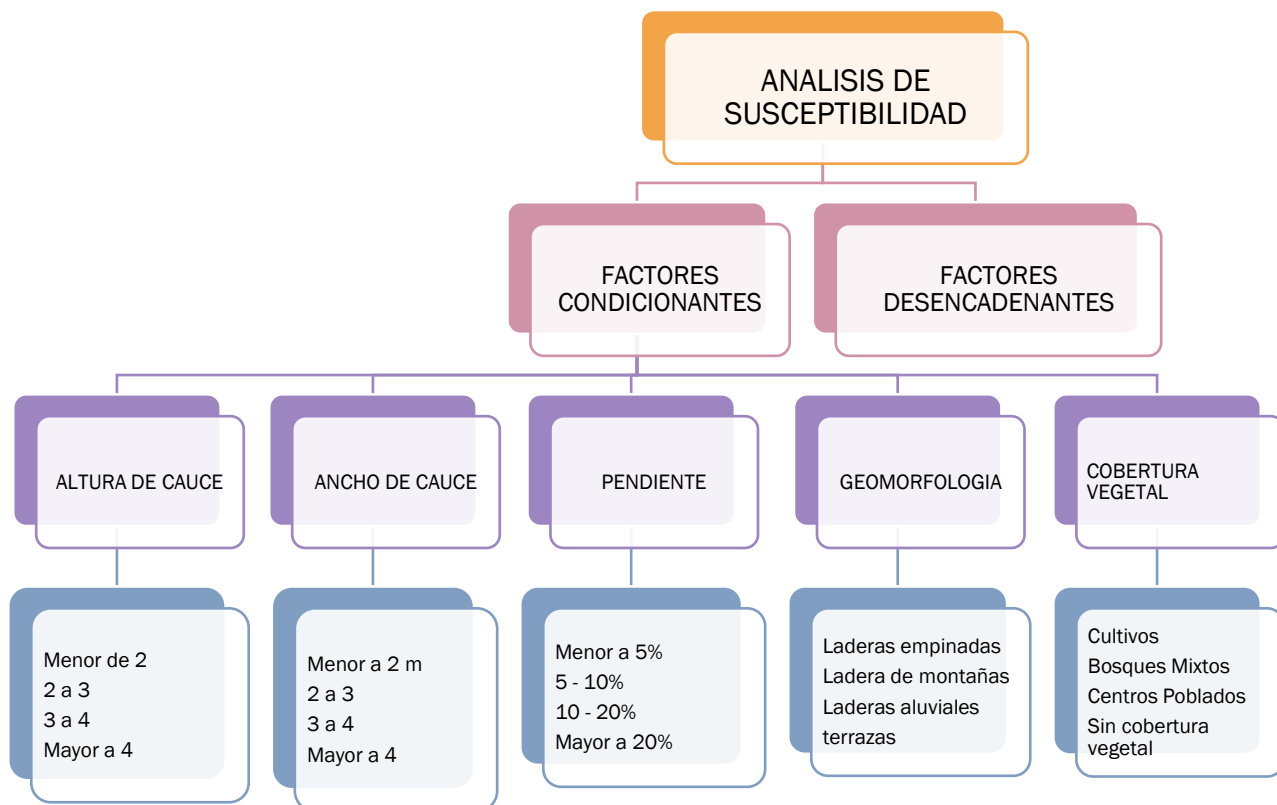 ANALISIS DE
SUSCEPTIBILIDAD
FACTORES
CONDICIONANTES
FACTORES
DESENCADENANTES
ALTURA DE CAUCE
ANCHO DE CAUCE
PENDIENTE
GEOMORFOLOGIA
COBERTURA
VEGETAL
Menor de 2
2 a 3
3 a 4
Mayor a 4
Menor a 2 m
2 a 3
3 a 4
Mayor a 4
Menor a 5%
5 - 10%
10 - 20%
Mayor a 20%
Laderas empinadas
Ladera de montañas
Laderas aluviales
terrazas
Cultivos
Bosques Mixtos
Centros Poblados
Sin cobertura
vegetal